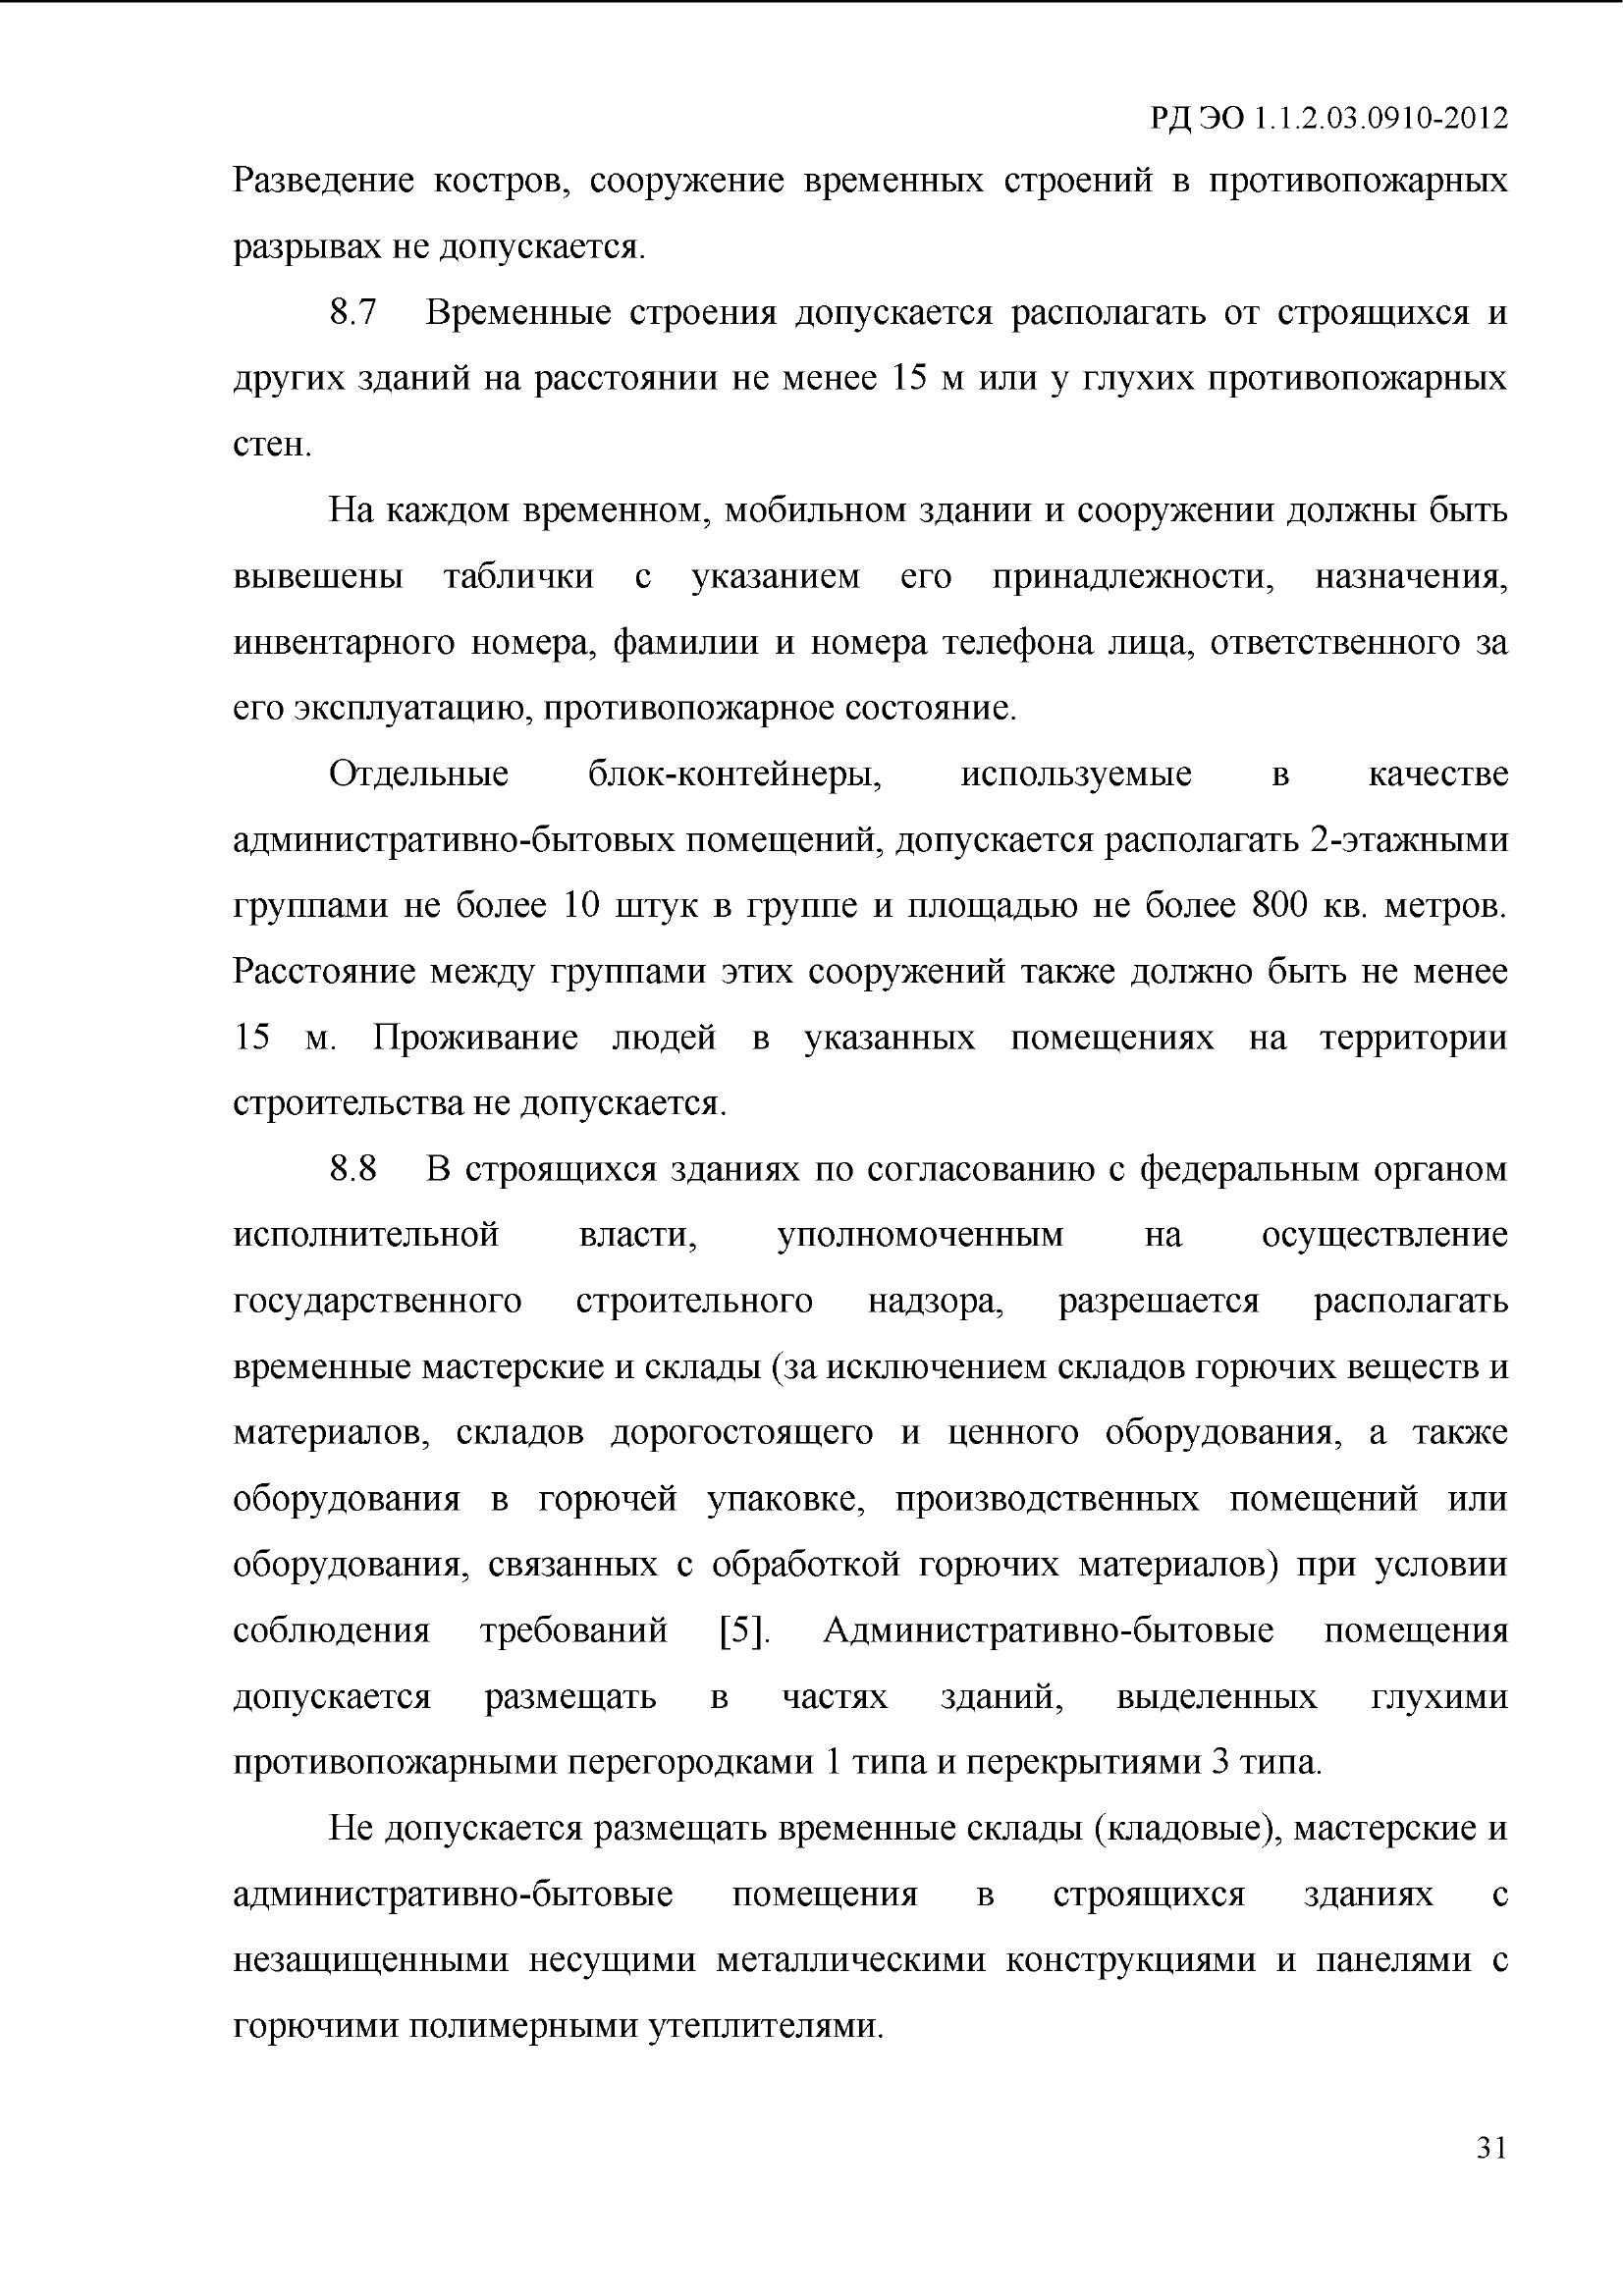 РД ЭО 1.1.2.03.0910-2012
Разведение костров, сооружение временных строений в противопожарных
разрывах не допускается.
8.7 Временные строения допускается располагать от строящихся и
других зданий на расстоянии не менее 15 м или у глухих противопожарных
стен.
На каждом временном, мобильном здании и сооружении должны быть
вывешены таблички с указанием его принадлежности, назначения,
инвентарного номера, фамилии и номера телефона лица, ответственного за
его эксплуатацию, противопожарное состояние.
Отдельные блок-контейнеры, используемые в качестве
административно-бытовых помещений, допускается располагать 2-этажными
группами не более 10 штук в группе и площадью не более 800 кв. метров.
Расстояние между группами этих сооружений также должно быть не менее
15 м. Проживание людей в указанных помещениях на территории
строительства не допускается.
8.8 В строящихся зданиях по согласованию с федеральным органом
исполнительной власти, уполномоченным на осуществление
государственного строительного надзора, разрешается располагать
временные мастерские и склады (за исключением складов горючих веществ и
материалов, складов дорогостоящего и ценного оборудования, а также
оборудования в горючей упаковке, производственных помещений или
оборудования, связанных с обработкой горючих материалов) при условии
соблюдения требований [5]. Административно-бытовые помещения
допускается размещать в частях зданий, выделенных глухими
противопожарными перегородками 1 типа и перекрытиями 3 типа.
Не допускается размещать временные склады (кладовые), мастерские и
административно-бытовые помещения в строящихся зданиях с
незащищенными несущими металлическими конструкциями и панелями с
горючими полимерными утеплителями.
31